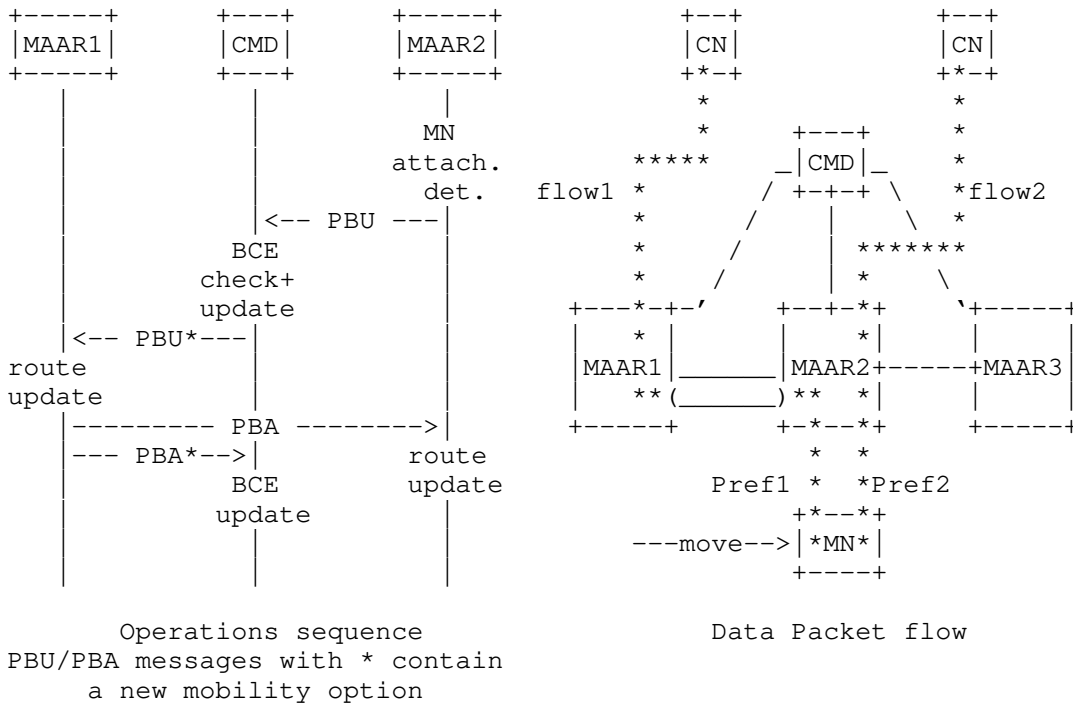 MAAR1 CMD MAAR2 CN CN
MN
attach. CMD
det. flow1 flow2
<-- PBU ---
BCE
check+
update
<-- PBU*---
route MAAR1 MAAR2 MAAR3
update
--------- PBA -------->
--- PBA*--> route
BCE update Pref1 Pref2
update
---move--> *MN*
Operations sequence Data Packet flow
PBU/PBA messages with * contain
a new mobility option